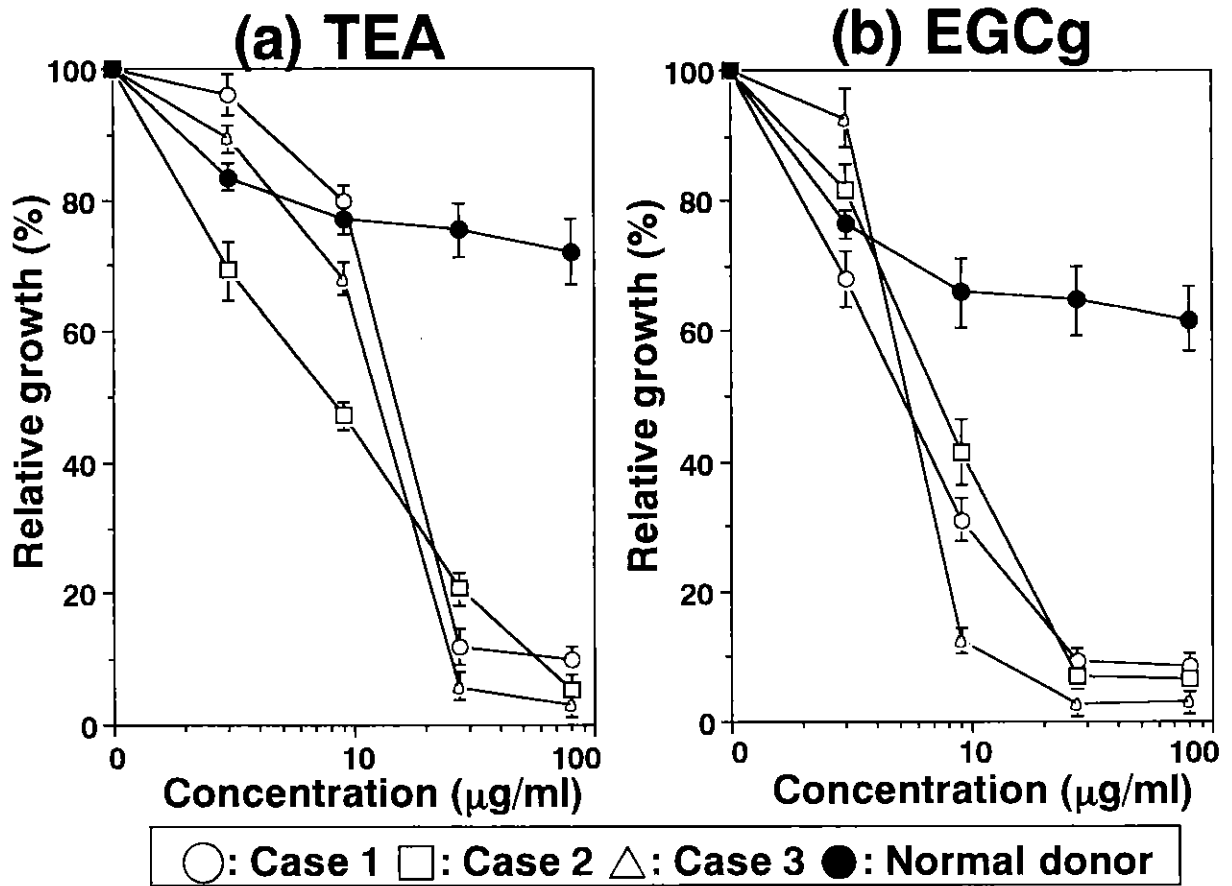 (a) TEA
(b) EGCg
Relative growth (%)
100
80
60
40
20
0
0 10 100
Concentration (μg/ml)
Relative growth (%)
100
80
60
40
20
0
0 10 100
Concentration (μg/ml)
○: Case 1 □: Case 2 △: Case 3 ●: Normal donor